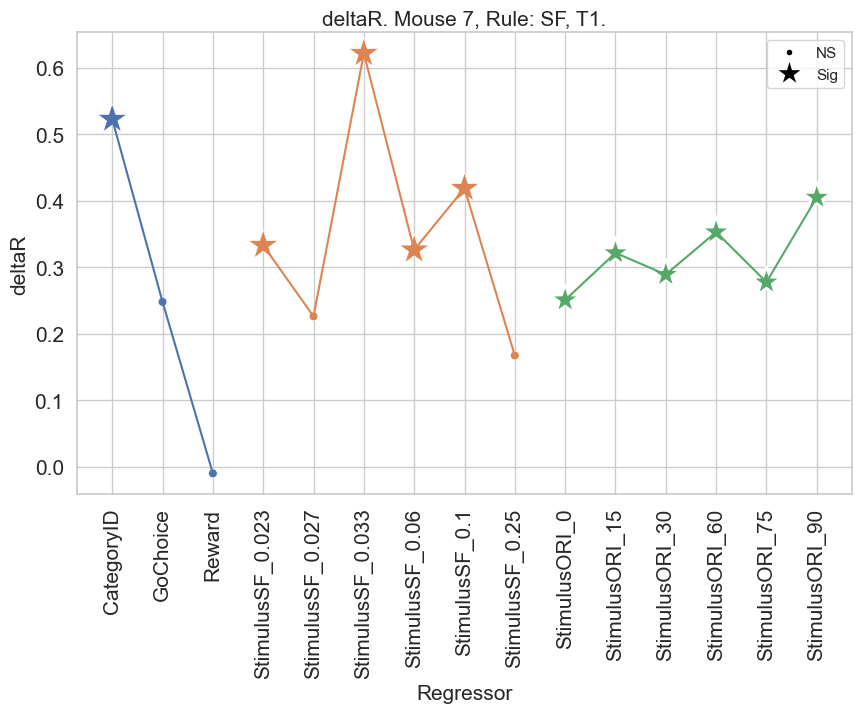 deltaR. Mouse 7, Rule: SF, T1.
NS
Sig
0.6
0.5
0.4
0.3
0.2
0.1
0.0
deltaR
CategoryID
GoChoice
Reward
StimulusSF_0.023
StimulusSF_0.027
StimulusSF_0.033
StimulusSF_0.06
StimulusSF_0.1
StimulusSF_0.25
StimulusORI_0
StimulusORI_15
StimulusORI_30
StimulusORI_60
StimulusORI_75
StimulusORI_90
Regressor